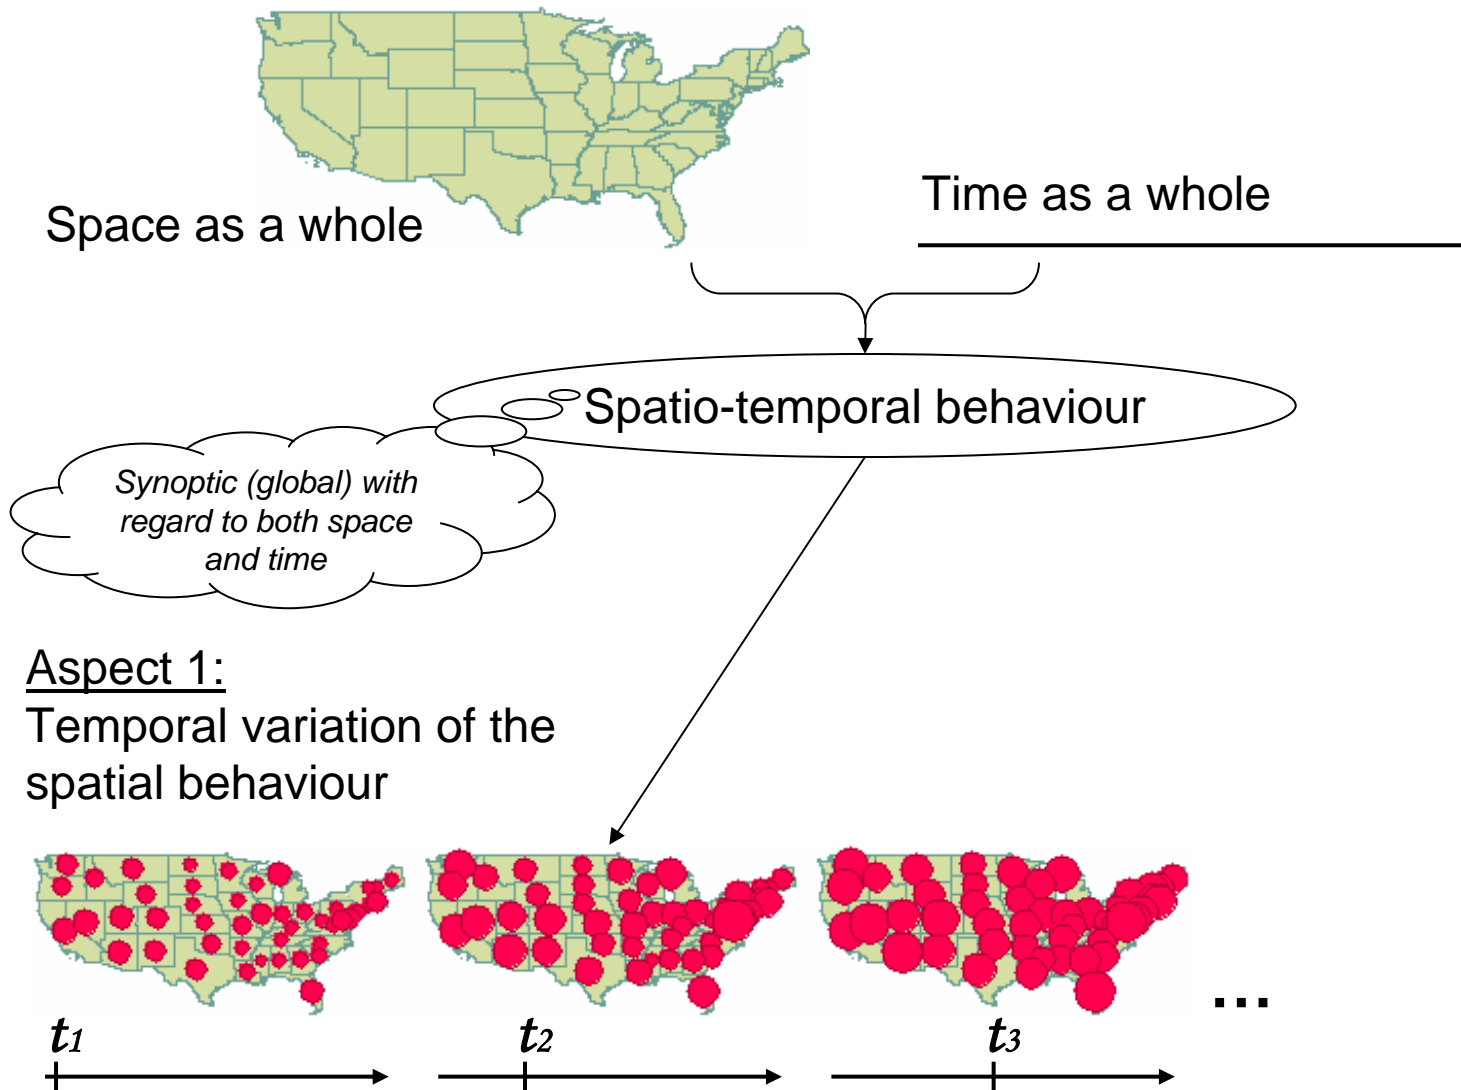 Space as a whole
Time as a whole
Spatio-temporal behaviour
Synoptic (global) with
regard to both space
and time
Aspect 1:
Temporal variation of the
spatial behaviour
...
t1
t2
t3